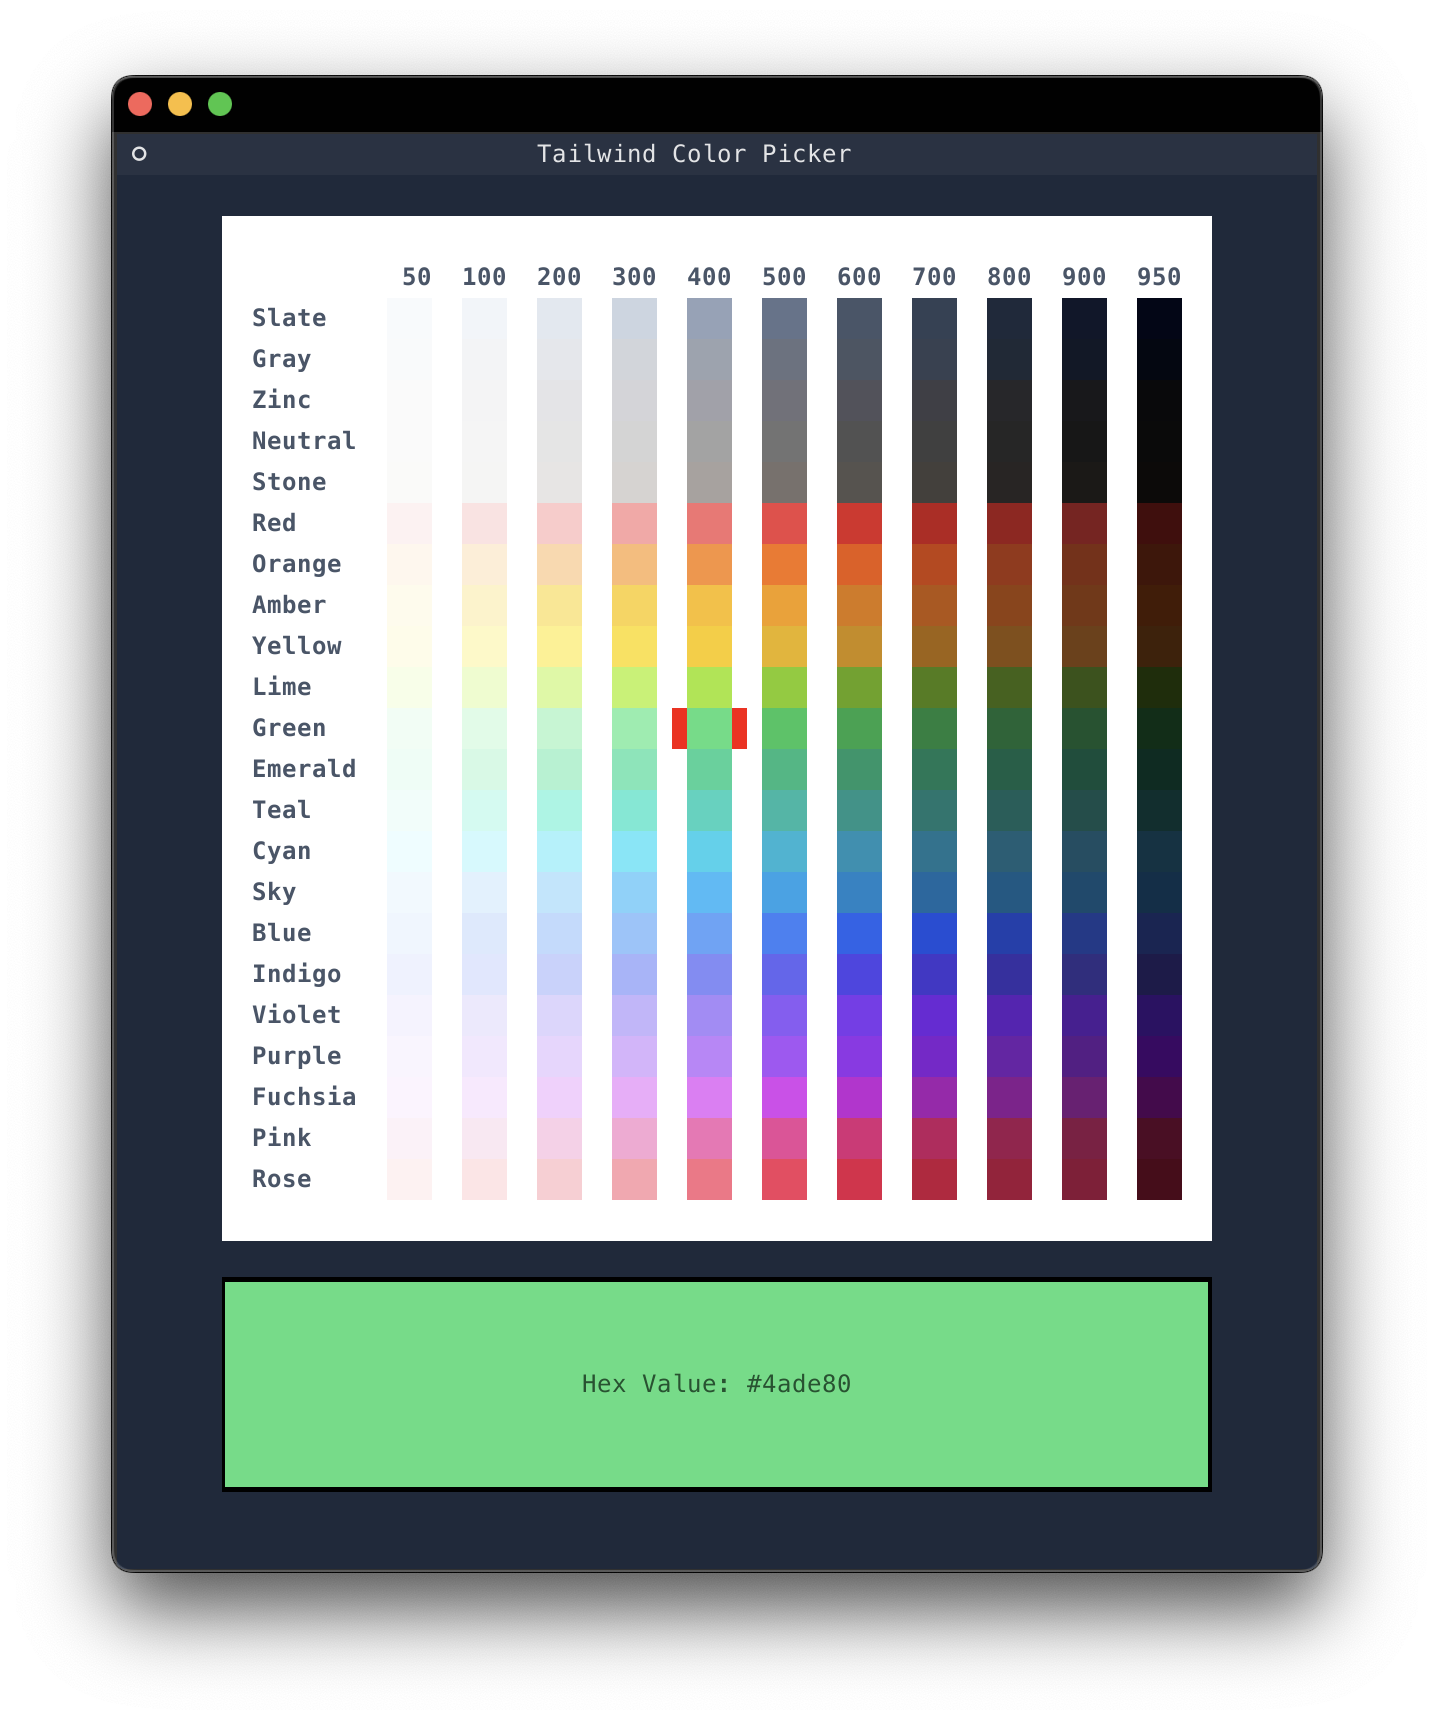 Tailwind Color Picker
50 100 200 300 400 500 600 700 800 900 950
Slate
Gray
Zinc
Neutral
Stone
Red
Orange
Amber
Yellow
Lime
Green
Emerald
Teal
Cyan
Sky
Blue
Indigo
Violet
Purple
Fuchsia
Pink
Rose
Hex Value: #4ade80